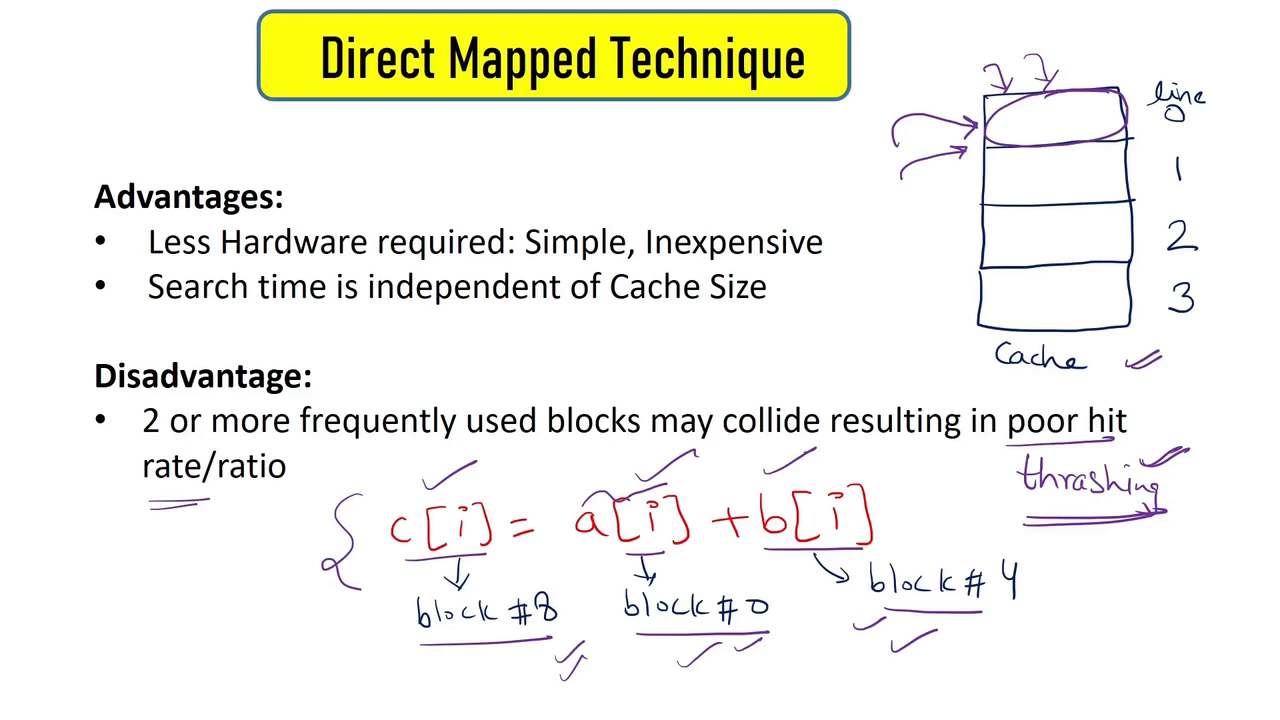 Direct Mapped Technique
line
0
1
2
3
Cache
Advantages:
• Less Hardware required: Simple, Inexpensive
• Search time is independent of Cache Size
Disadvantage:
• 2 or more frequently used blocks may collide resulting in poor hit
rate/ratio
thrashing
c[i] = a[i] + b[i]
block #8 block #0 block # 4